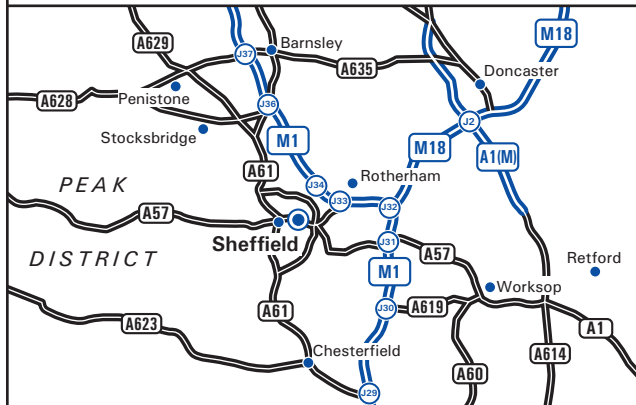 A629
J37
Barnsley
M18
A635
Doncaster
A628
Penistone
J36
Stocksbridge
M1
J2
M18
A1(M)
A61
PEAK
J34
Rotherham
J33
J32
A57
Sheffield
J31
A57
DISTRICT
M1
Retford
Worksop
A61
J30
A619
A623
A1
Chesterfield
A614
A60
J29